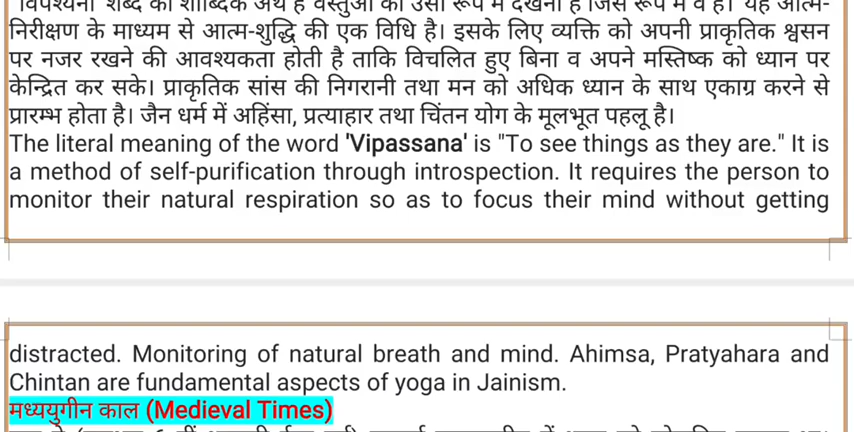 'विपश्यना' शब्द का शाब्दिक अर्थ है वस्तुओं को उसी रूप में देखना है जिस रूप में वे हैं। यह आत्म-
निरीक्षण के माध्यम से आत्म-शुद्धि की एक विधि है। इसके लिए व्यक्ति को अपनी प्राकृतिक श्वसन
पर नजर रखने की आवश्यकता होती है ताकि विचलित हुए बिना व अपने मस्तिष्क को ध्यान पर
केन्द्रित कर सके। प्राकृतिक सांस की निगरानी तथा मन को अधिक ध्यान के साथ एकाग्र करने से
प्रारम्भ होता है। जैन धर्म में अहिंसा, प्रत्याहार तथा चिंतन योग के मूलभूत पहलू है।
The literal meaning of the word 'Vipassana' is "To see things as they are." It is
a method of self-purification through introspection. It requires the person to
monitor their natural respiration so as to focus their mind without getting
distracted. Monitoring of natural breath and mind. Ahimsa, Pratyahara and
Chintan are fundamental aspects of yoga in Jainism.
मध्ययुगीन काल (Medieval Times)